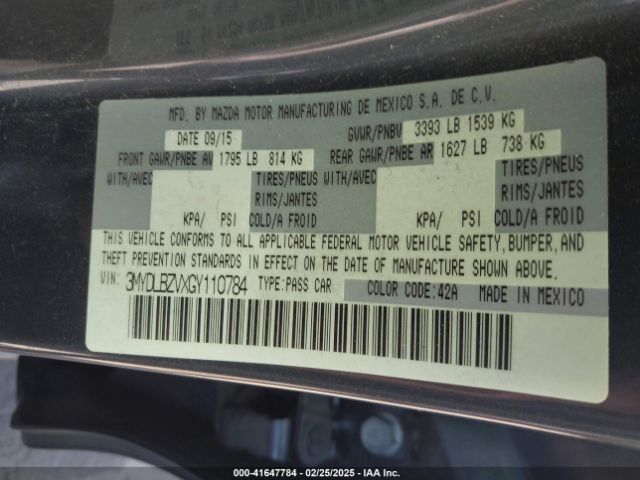 MFD. BY MAZDA MOTOR MANUFACTURING DE MEXICO S.A. DE C.V.
DATE 09/15 GVWR/PNBV 3393 LB 1539 KG
FRONT GAWR/PNBE AV 1795 LB 814 KG REAR GAWR/PNBE AR 1627 LB 738 KG
WITH/AVEC TIRES/PNEUS WITH/AVEC TIRES/PNEUS
RIMS/JANTES RIMS/JANTES
KPA/ PSI COLD/A FROID KPA/ PSI COLD/A FROID
THIS VEHICLE CONFORMS TO ALL APPLICABLE FEDERAL MOTOR VEHICLE SAFETY, BUMPER, AND
THEFT PREVENTION STANDARDS IN EFFECT ON THE DATE OF MANUFACTURE SHOWN ABOVE.
VIN: 3MYDLBZVXGY110784 TYPE:PASS CAR COLOR CODE:42A MADE IN MEXICO
000-41647784 - 02/25/2025 - IAA Inc.